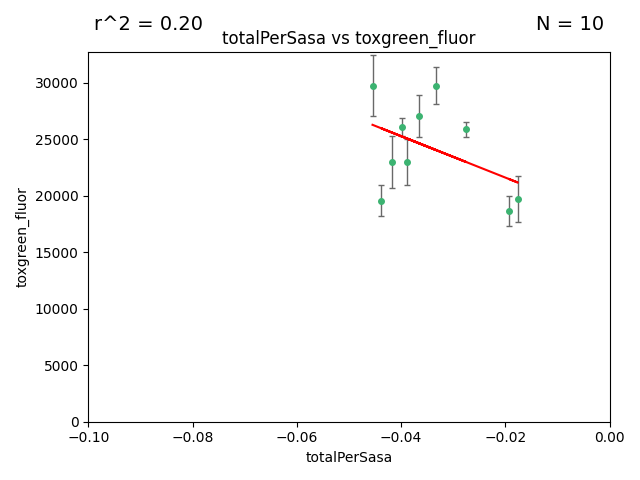 r^2 = 0.20
N = 10
totalPerSasa vs toxgreen_fluor
30000
25000
20000
15000
10000
5000
0
toxgreen_fluor
−0.10
−0.08
−0.06
−0.04
−0.02
0.00
totalPerSasa